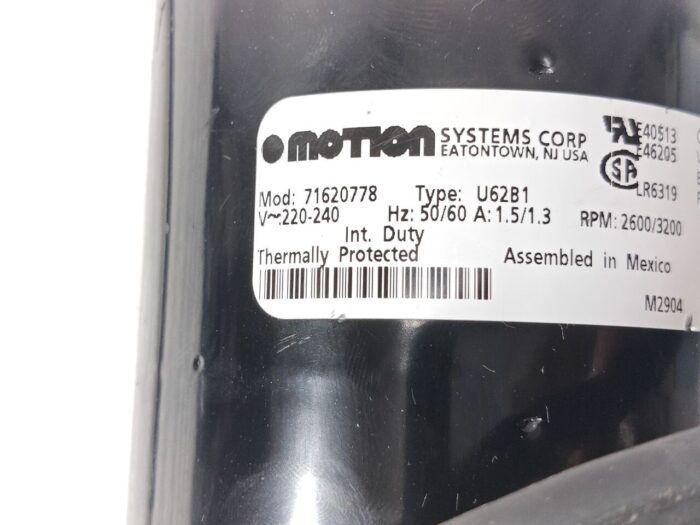 MOTION SYSTEMS CORP
EATONTOWN, NJ USA
E40513
E46205
LR6319
Mod: 71620778 Type: U62B1
V~:220-240 Hz: 50/60 A: 1.5/1.3 RPM: 2600/3200
Int. Duty
Thermally Protected Assembled in Mexico
M2904